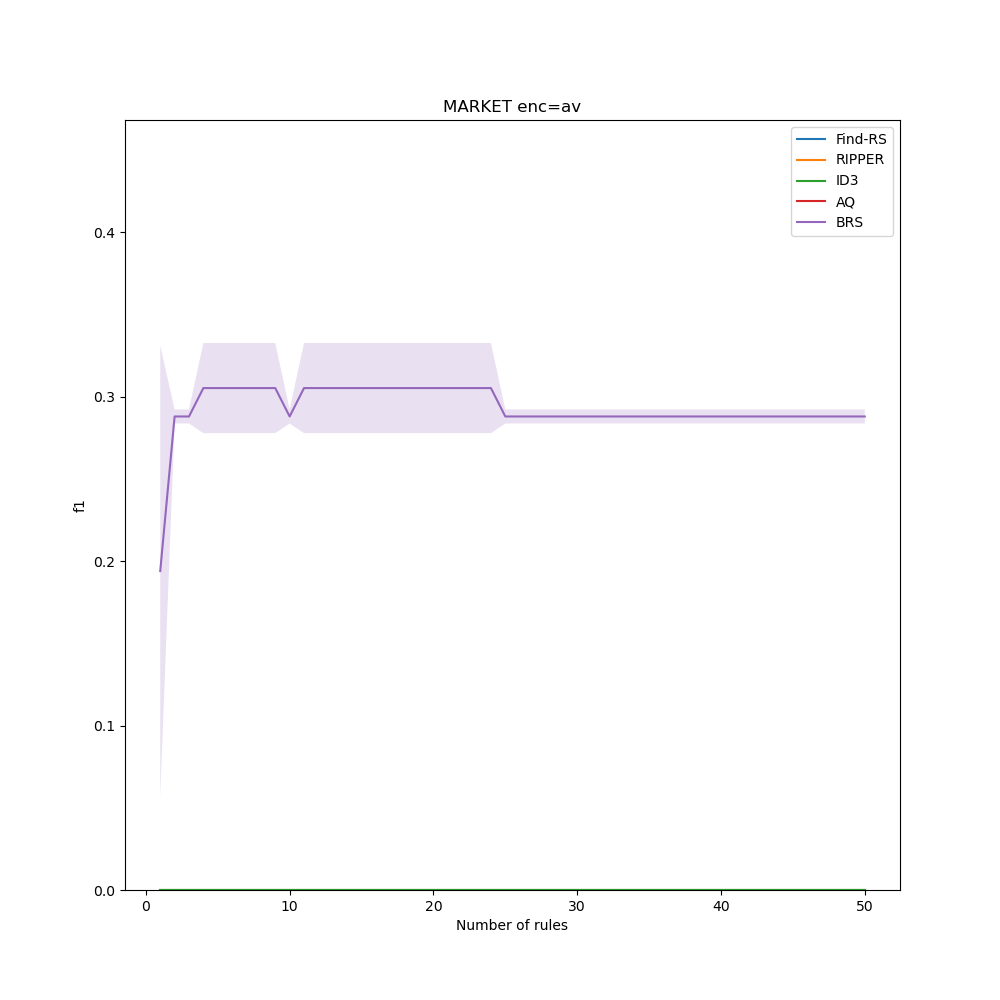 MARKET enc=av
Find-RS
RIPPER
ID3
AQ
BRS
0.4
0.3
0.2
0.1
0.0
f1
0 10 20 30 40 50
Number of rules